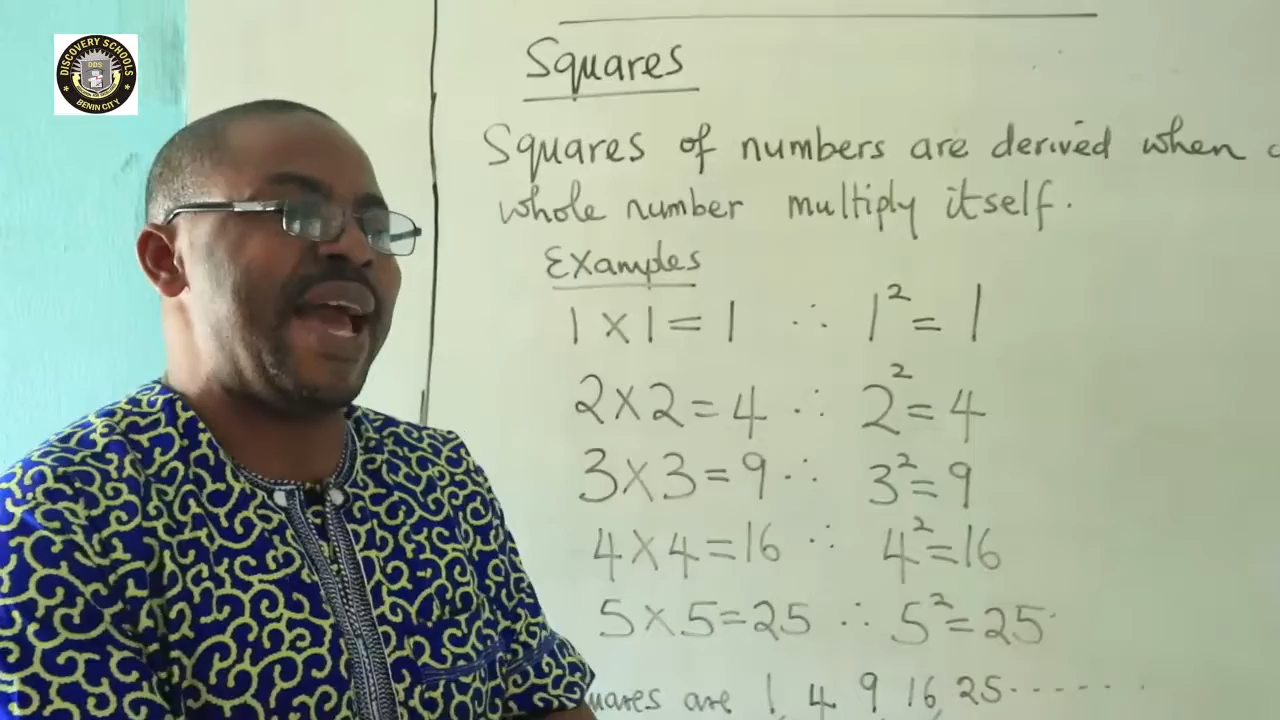 DISCOVERY SCHOOLS
DDS
BENIN CITY
Squares
Squares of numbers are derived when
whole number multiply itself.
Examples
1 × 1 = 1 ∴ 1² = 1
2 × 2 = 4 ∴ 2² = 4
3 × 3 = 9 ∴ 3² = 9
4 × 4 = 16 ∴ 4² = 16
5 × 5 = 25 ∴ 5² = 25
are 1, 4 9 16, 25.......